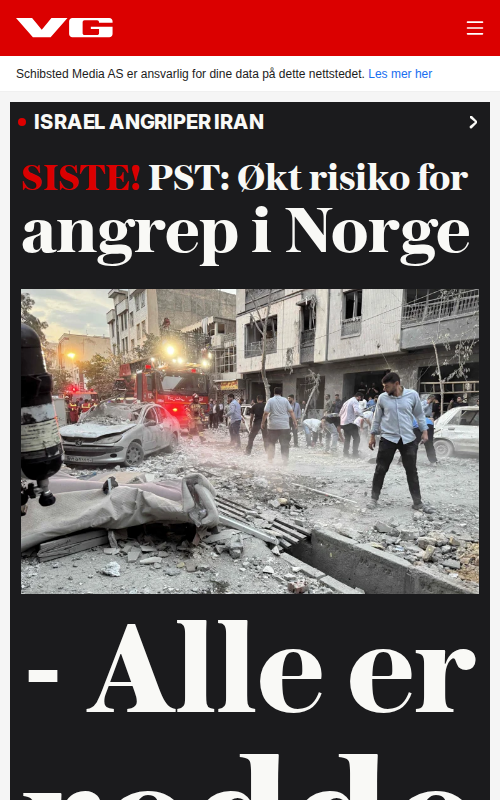 VG
Schibsted Media AS er ansvarlig for dine data på dette nettstedet. Les mer her
ISRAEL ANGRIPER IRAN
SISTE! PST: Økt risiko for
angrep i Norge
- Alle er